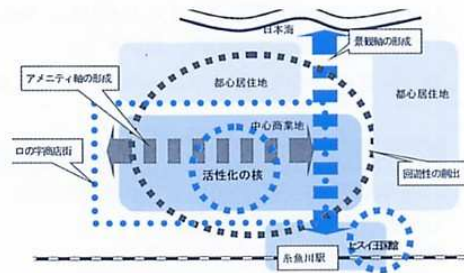 日本海
景観軸の形成
都心居住地
アメニティ軸の形成
都心居住地
中心商業地
ロの字商店街
活性化の核
回遊性の創出
ヒスイ王国館
糸魚川駅